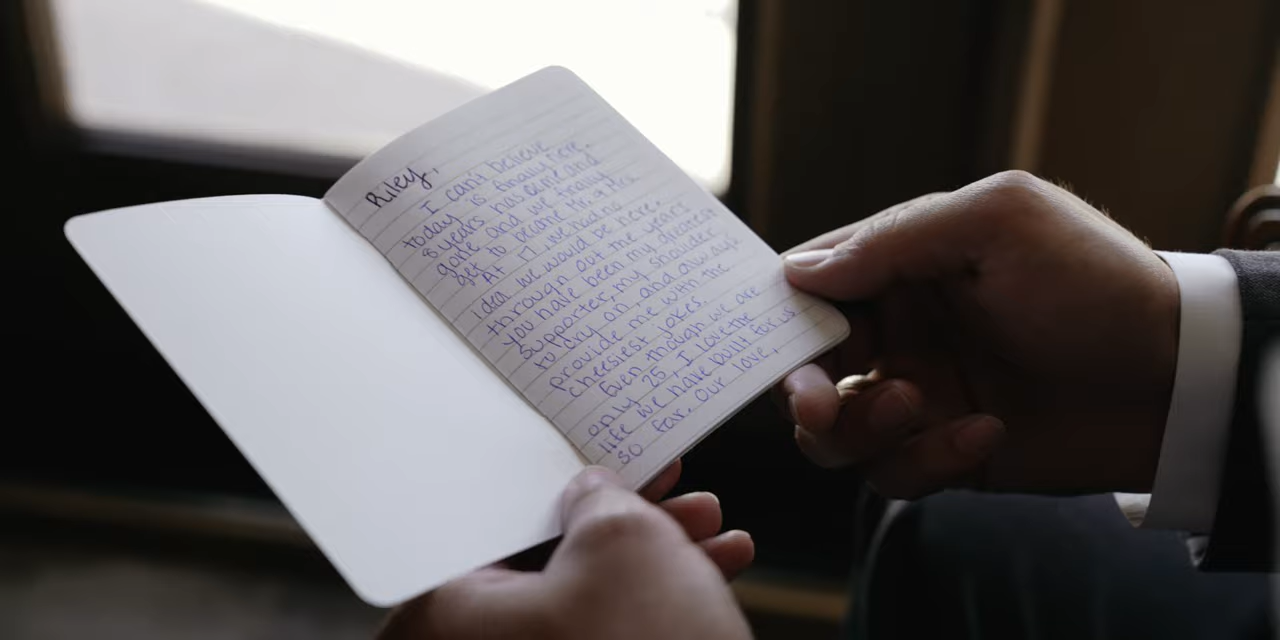 Riley,
I can't believe
today is finally here.
8 years has come and
gone and we finally
get to became Mr. & Mrs.
At 17 we had no
idea we would be here.
through out the years
you have been my greatest
supporter, my shoulder
to cry on, and always
provide me with the
cheesiest jokes.
Even though we are
only 25, I love the
life we have built for us
so far. Our love,